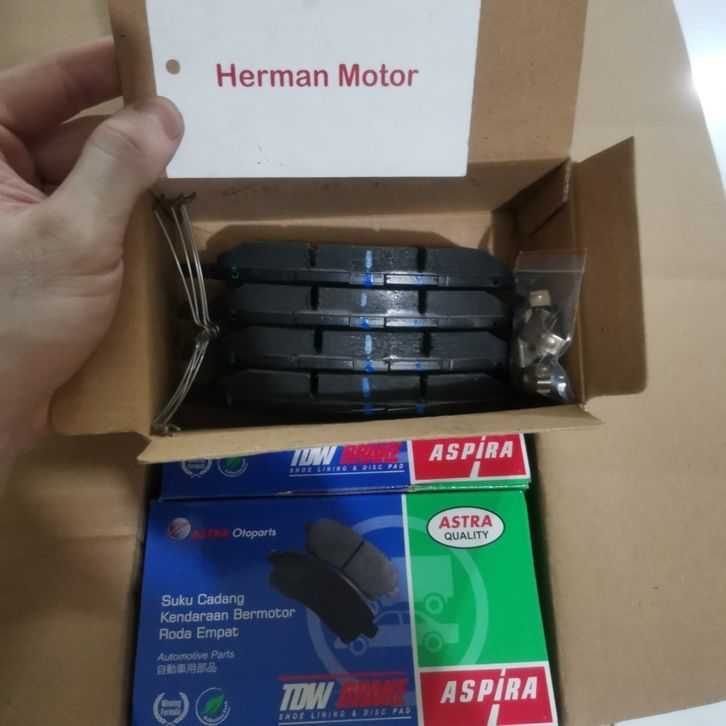 Herman Motor
TDW BRAKE
SHOE LINING & DISC PAD
ASPIRA
ASTRA Otoparts
ASTRA
QUALITY
Suku Cadang
Kendaraan Bermotor
Roda Empat
Automotive Parts
自動車用部品
TDW BRAKE
SHOE LINING & DISC PAD
ASPIRA